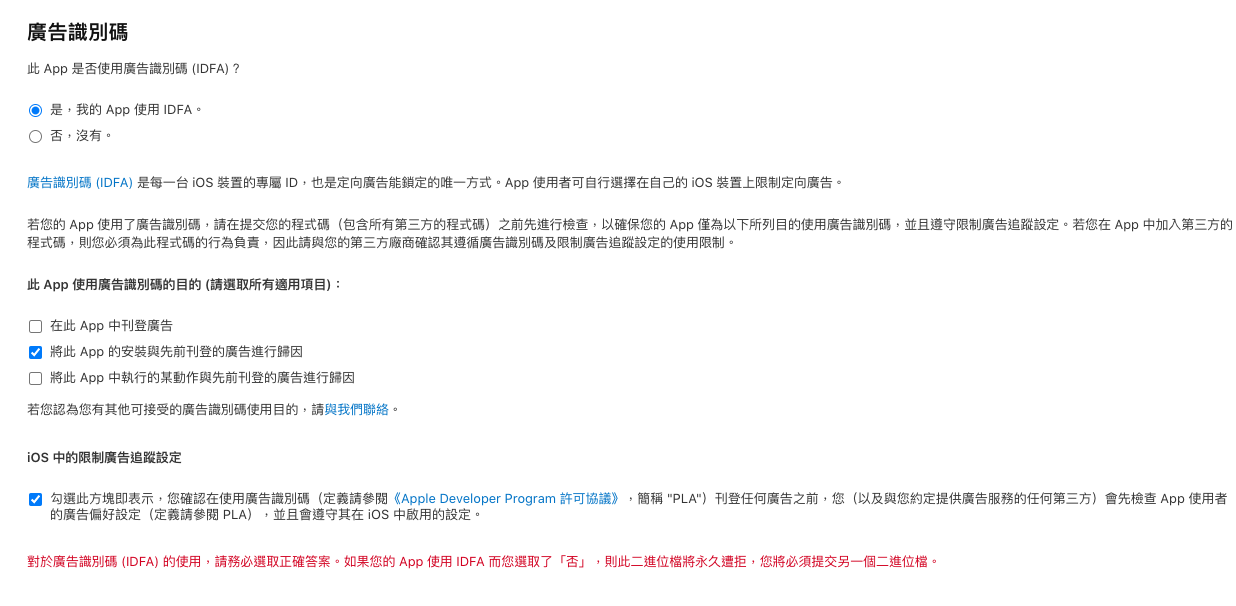 廣告識別碼
此 App 是否使用廣告識別碼 (IDFA)？
是，我的 App 使用 IDFA。
否，沒有。
廣告識別碼 (IDFA) 是每一台 iOS 裝置的專屬 ID，也是定向廣告能鎖定的唯一方式。App 使用者可自行選擇在自己的 iOS 裝置上限制定向廣告。
若您的 App 使用了廣告識別碼，請在提交您的程式碼（包含所有第三方的程式碼）之前先進行檢查，以確保您的 App 僅為以下所列目的使用廣告識別碼，並且遵守限制廣告追蹤設定。若您在 App 中加入第三方的
程式碼，則您必須為此程式碼的行為負責，因此請與您的第三方廠商確認其遵循廣告識別碼及限制廣告追蹤設定的使用限制。
此 App 使用廣告識別碼的目的 (請選取所有適用項目)：
在此 App 中刊登廣告
將此 App 的安裝與先前刊登的廣告進行歸因
將此 App 中執行的某動作與先前刊登的廣告進行歸因
若您認為您有其他可接受的廣告識別碼使用目的，請與我們聯絡。
iOS 中的限制廣告追蹤設定
勾選此方塊即表示，您確認在使用廣告識別碼（定義請參閱《Apple Developer Program 許可協議》，簡稱 "PLA"）刊登任何廣告之前，您（以及與您約定提供廣告服務的任何第三方）會先檢查 App 使用者
的廣告偏好設定（定義請參閱 PLA），並且會遵守其在 iOS 中啟用的設定。
對於廣告識別碼 (IDFA) 的使用，請務必選取正確答案。如果您的 App 使用 IDFA 而您選取了「否」，則此二進位檔將永久遭拒，您將必須提交另一個二進位檔。